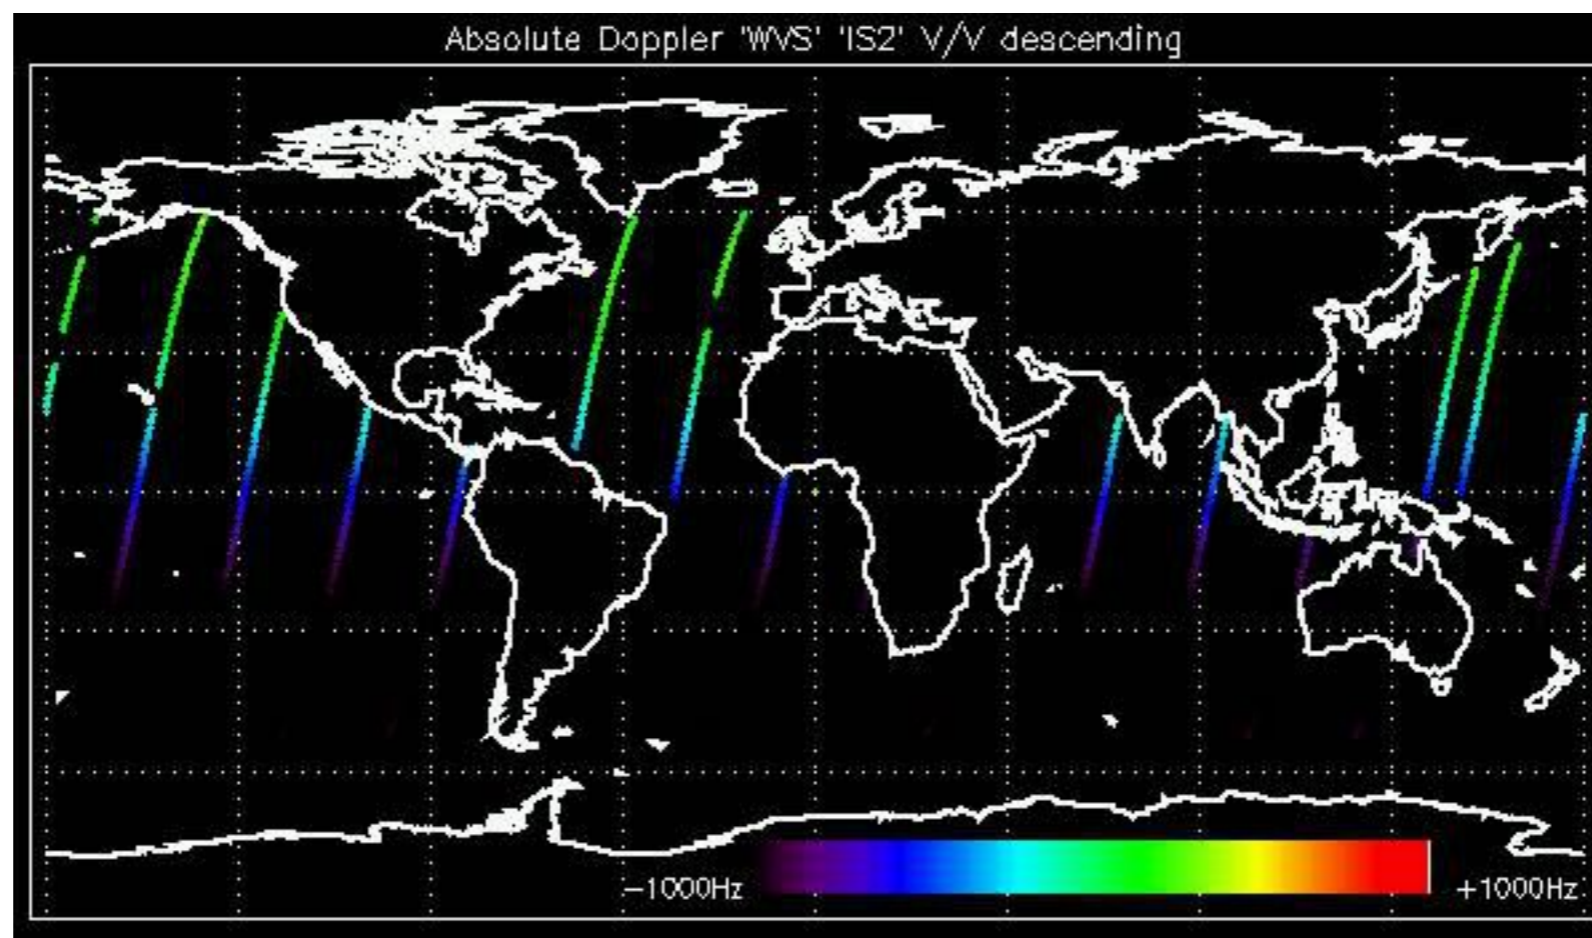 Absolute Doppler 'WVS' 'IS2' V/V descending
−1000Hz +1000Hz